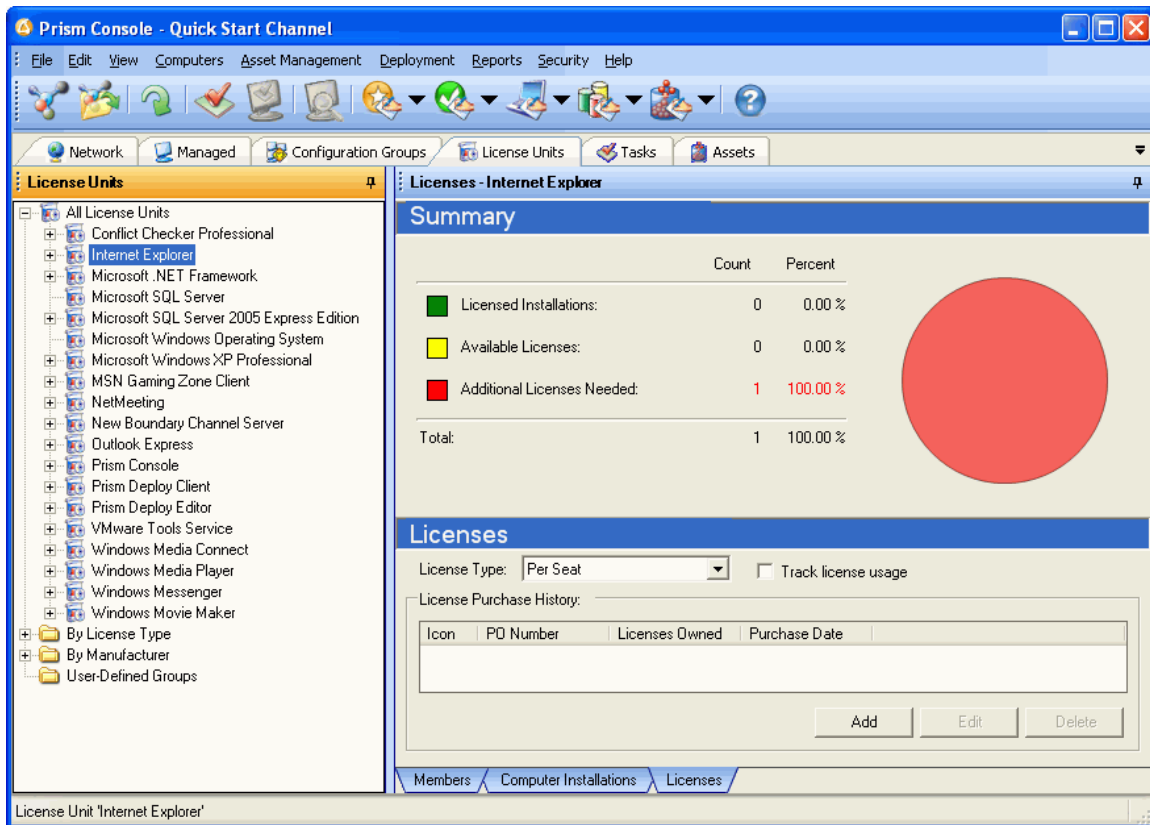 Prism Console - Quick Start Channel
File Edit View Computers Asset Management Deployment Reports Security Help
Network Managed Configuration Groups License Units Tasks Assets
License Units
All License Units
Conflict Checker Professional
Internet Explorer
Microsoft .NET Framework
Microsoft SQL Server
Microsoft SQL Server 2005 Express Edition
Microsoft Windows Operating System
Microsoft Windows XP Professional
MSN Gaming Zone Client
NetMeeting
New Boundary Channel Server
Outlook Express
Prism Console
Prism Deploy Client
Prism Deploy Editor
VMware Tools Service
Windows Media Connect
Windows Media Player
Windows Messenger
Windows Movie Maker
By License Type
By Manufacturer
User-Defined Groups
Licenses - Internet Explorer
Summary
Count Percent
Licensed Installations: 0 0.00 %
Available Licenses: 0 0.00 %
Additional Licenses Needed: 1 100.00 %
Total: 1 100.00 %
Licenses
License Type: Per Seat Track license usage
License Purchase History:
Icon PO Number Licenses Owned Purchase Date
Add Edit Delete
Members Computer Installations Licenses
License Unit 'Internet Explorer'